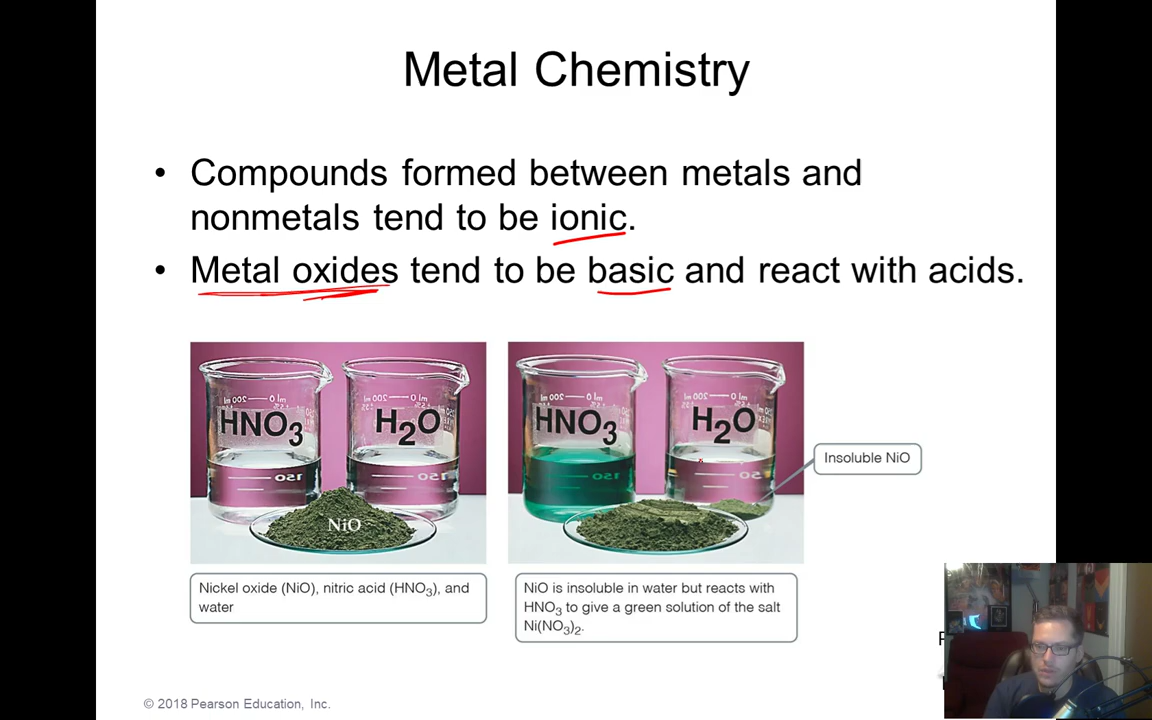 Metal Chemistry
• Compounds formed between metals and
nonmetals tend to be ionic.
• Metal oxides tend to be basic and react with acids.
HNO₃
H₂O
150
NiO
HNO₃
H₂O
150
Insoluble NiO
Nickel oxide (NiO), nitric acid (HNO₃), and
water
NiO is insoluble in water but reacts with
HNO₃ to give a green solution of the salt
Ni(NO₃)₂.
© 2018 Pearson Education, Inc.